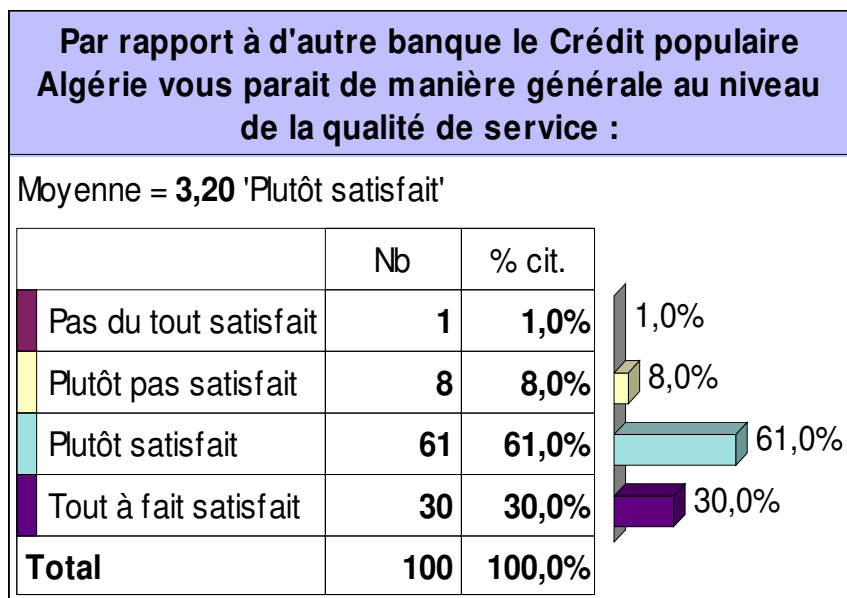 Par rapport à d'autre banque le Crédit populaire
Algérie vous parait de manière générale au niveau
de la qualité de service :
Moyenne = 3,20 'Plutôt satisfait'
Nb % cit.
Pas du tout satisfait 1 1,0% 1,0%
Plutôt pas satisfait 8 8,0% 8,0%
Plutôt satisfait 61 61,0% 61,0%
Tout à fait satisfait 30 30,0% 30,0%
Total 100 100,0%